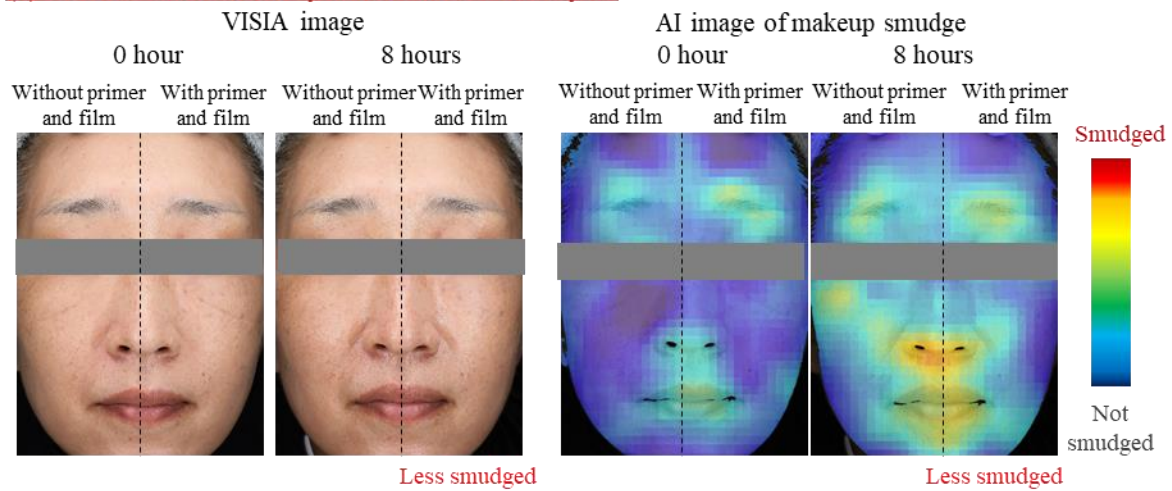 VISIA image
AI image of makeup smudge
0 hour
8 hours
0 hour
8 hours
Without primer and film
With primer and film
Without primer and film
With primer and film
Without primer and film
With primer and film
Without primer and film
With primer and film
Smudged
Not smudged
Less smudged
Less smudged